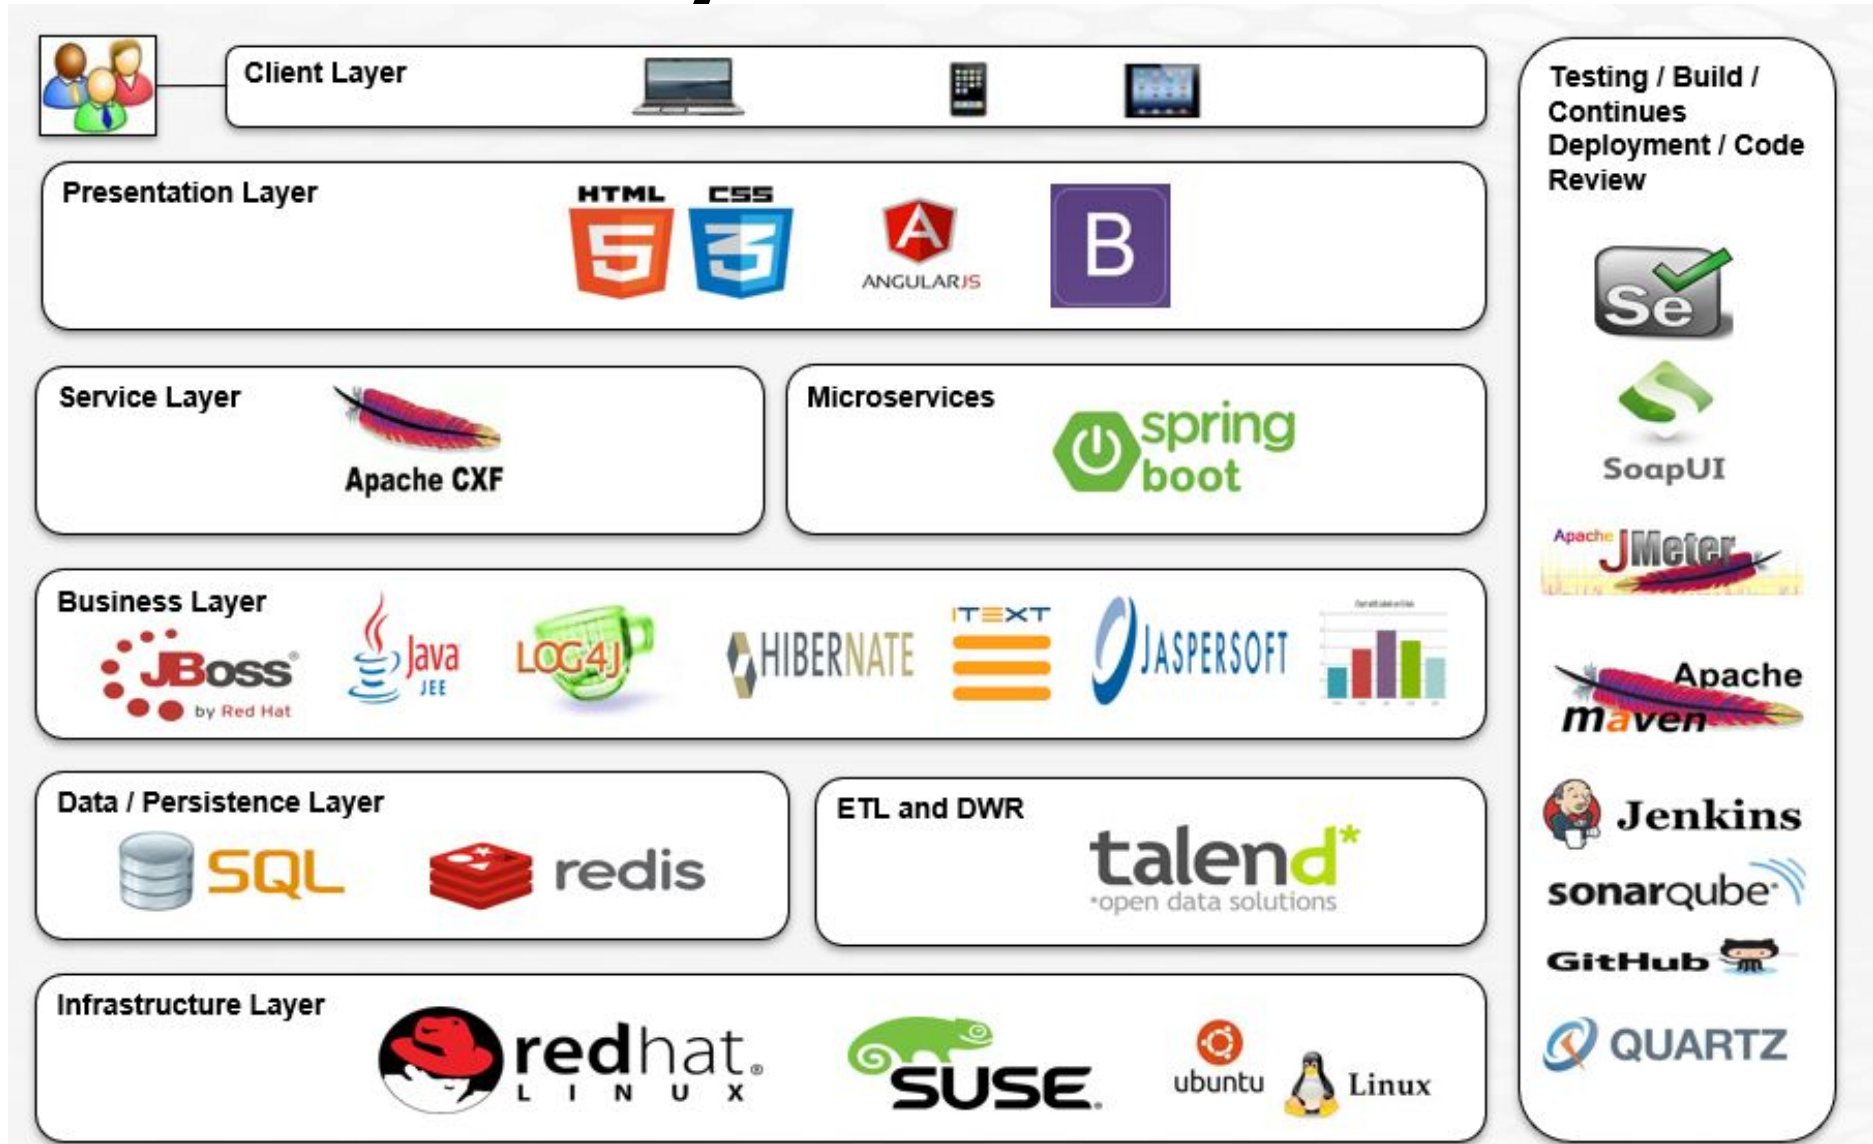 Client Layer
Testing / Build /
Continues
Deployment / Code
Review
Presentation Layer
HTML CSS
5 3
A
ANGULARJS
B
Se
Service Layer
Apache CXF
Microservices
spring
boot
S
SoapUI
Apache JMeter
Business Layer
JBoss®
by Red Hat
Java
JEE
LOG4J
HIBERNATE
ITEXT
JASPERSOFT
Apache
maven
Data / Persistence Layer
SQL
redis
ETL and DWR
talend*
*open data solutions
Jenkins
sonarqube
GitHub
Infrastructure Layer
redhat®
LINUX
SUSE
ubuntu
Linux
QUARTZ